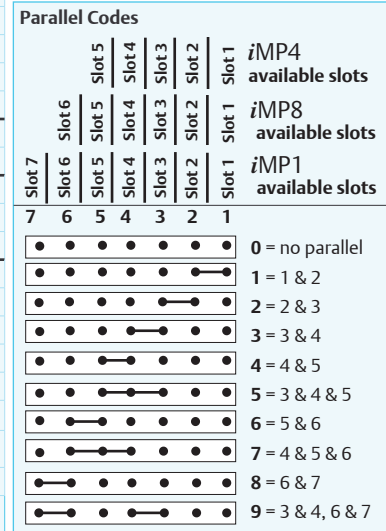 Parallel Codes
Slot 5 Slot 4 Slot 3 Slot 2 Slot 1 iMP4
available slots
Slot 6 Slot 5 Slot 4 Slot 3 Slot 2 Slot 1 iMP8
available slots
Slot 7 Slot 6 Slot 5 Slot 4 Slot 3 Slot 2 Slot 1 iMP1
available slots
7 6 5 4 3 2 1
0 = no parallel
1 = 1 & 2
2 = 2 & 3
3 = 3 & 4
4 = 4 & 5
5 = 3 & 4 & 5
6 = 5 & 6
7 = 4 & 5 & 6
8 = 6 & 7
9 = 3 & 4, 6 & 7